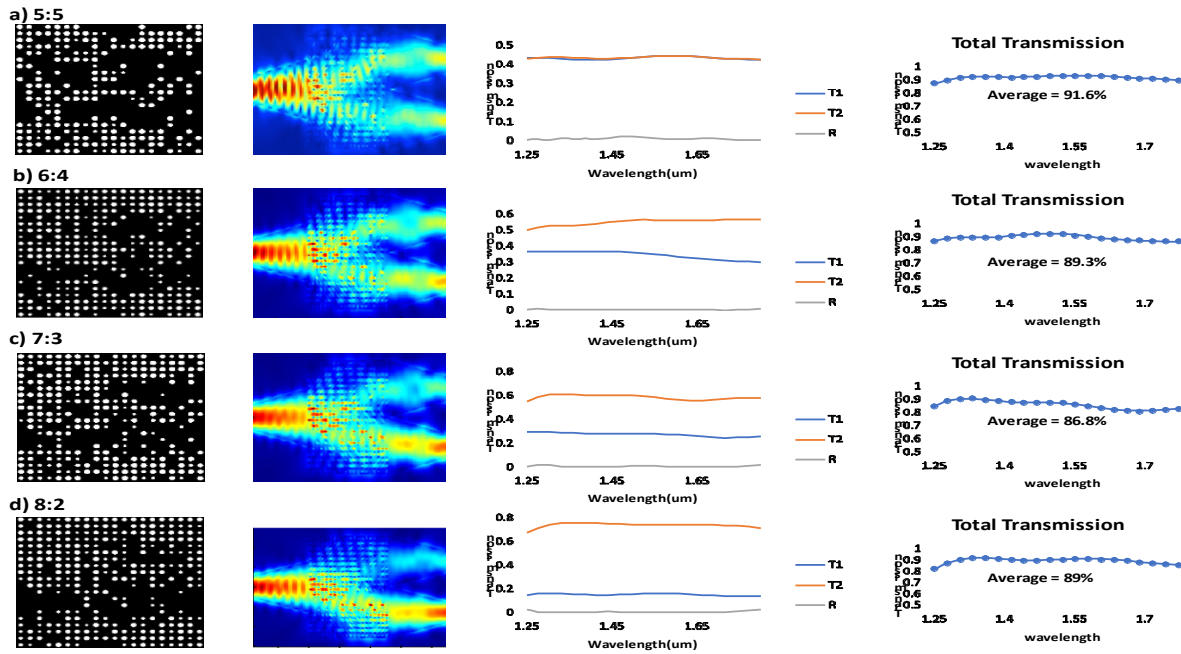 a) 5:5
0.5
0.4
0.3
0.2
0.1
0
1.25 1.45 1.65
Wavelength(um)
T1
T2
R
Total Transmission
1
0.9
0.8
0.7
0.6
0.5
Average = 91.6%
1.25 1.4 1.55 1.7
wavelength
b) 6:4
0.6
0.5
0.4
0.3
0.2
0.1
0
1.25 1.45 1.65
Wavelength(um)
T1
T2
R
Total Transmission
1
0.9
0.8
0.7
0.6
0.5
Average = 89.3%
1.25 1.4 1.55 1.7
wavelength
c) 7:3
0.8
0.6
0.4
0.2
0
1.25 1.45 1.65
Wavelength(um)
T1
T2
R
Total Transmission
1
0.9
0.8
0.7
0.6
0.5
Average = 86.8%
1.25 1.4 1.55 1.7
wavelength
d) 8:2
0.8
0.6
0.4
0.2
0
1.25 1.45 1.65
Wavelength(um)
T1
T2
R
Total Transmission
1
0.9
0.8
0.7
0.6
0.5
Average = 89%
1.25 1.4 1.55 1.7
wavelength